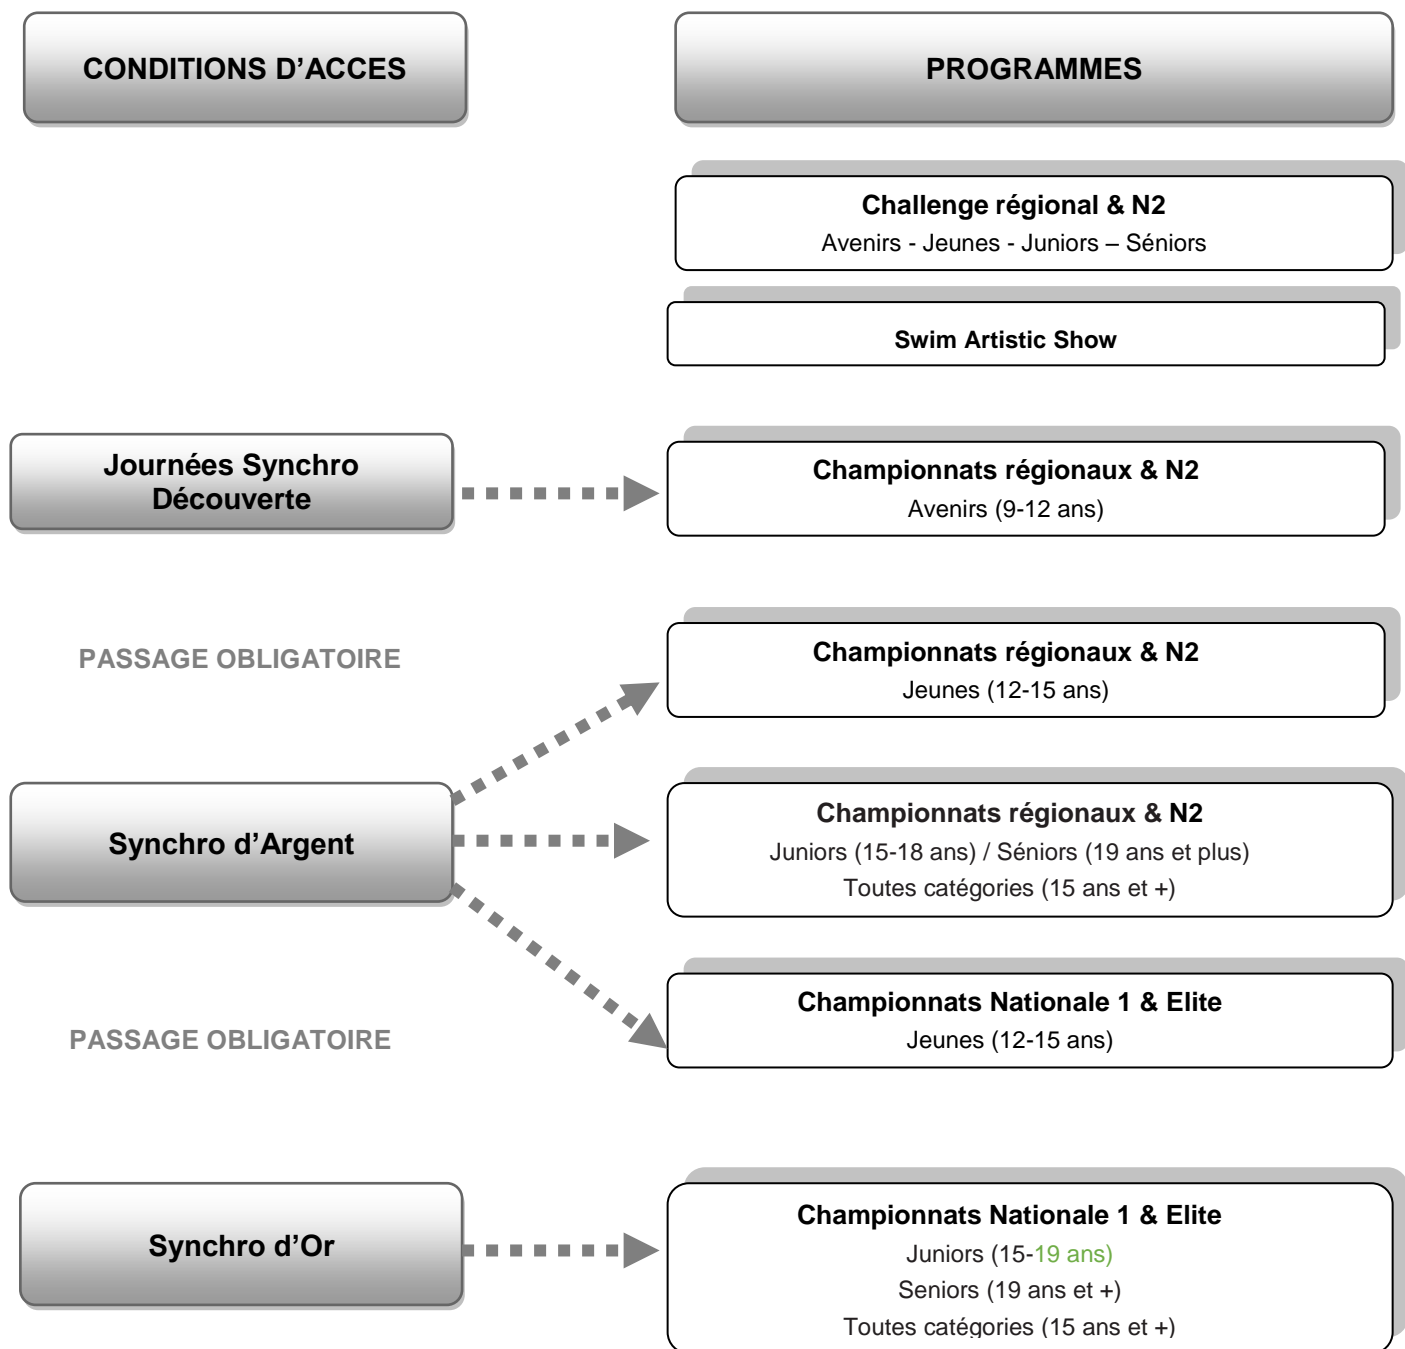 CONDITIONS D’ACCES
PROGRAMMES
Challenge régional & N2
Avenirs - Jeunes - Juniors – Séniors
Swim Artistic Show
Journées Synchro
Découverte
Championnats régionaux & N2
Avenirs (9-12 ans)
PASSAGE OBLIGATOIRE
Championnats régionaux & N2
Jeunes (12-15 ans)
Synchro d’Argent
Championnats régionaux & N2
Juniors (15-18 ans) / Séniors (19 ans et plus)
Toutes catégories (15 ans et +)
Championnats Nationale 1 & Elite
Jeunes (12-15 ans)
PASSAGE OBLIGATOIRE
Synchro d’Or
Championnats Nationale 1 & Elite
Juniors (15-19 ans)
Seniors (19 ans et +)
Toutes catégories (15 ans et +)